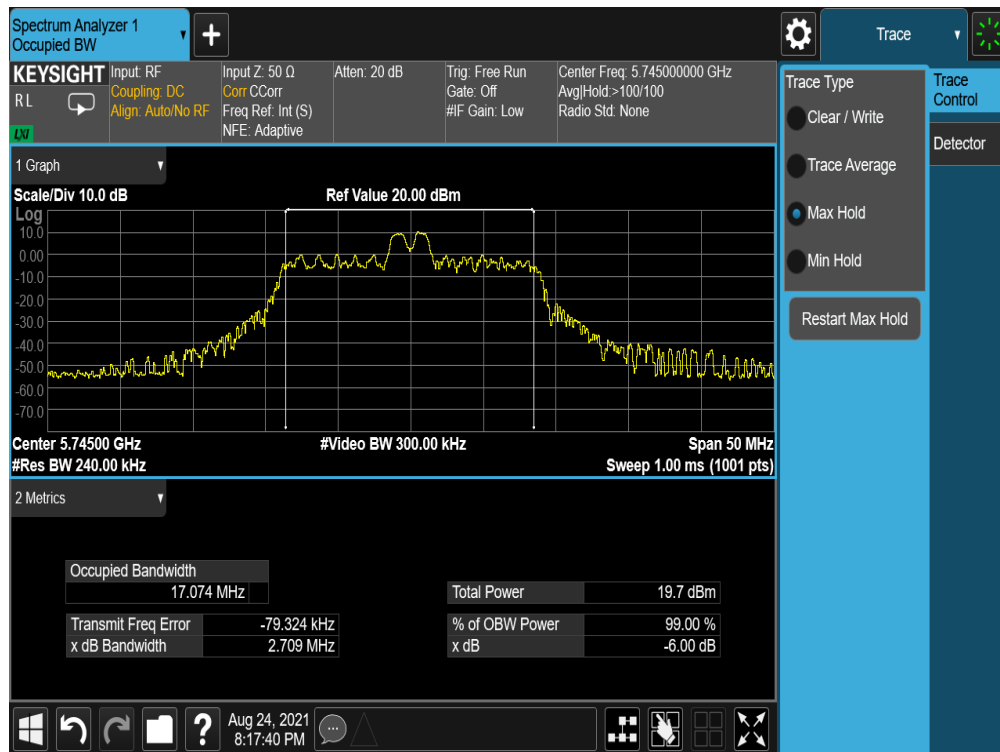 Spectrum Analyzer 1
Occupied BW
+
Trace
KEYSIGHT
RL
LXI
Input: RF
Coupling: DC
Align: Auto/No RF
Input Z: 50 Ω
Corr CCorr
Freq Ref: Int (S)
NFE: Adaptive
Atten: 20 dB
Trig: Free Run
Gate: Off
#IF Gain: Low
Center Freq: 5.745000000 GHz
Avg|Hold:>100/100
Radio Std: None
Trace Type
Clear / Write
Trace Average
Max Hold
Min Hold
Restart Max Hold
Trace
Control
Detector
1 Graph
Scale/Div 10.0 dB
Ref Value 20.00 dBm
Log
10.0
0.00
-10.0
-20.0
-30.0
-40.0
-50.0
-60.0
-70.0
Center 5.74500 GHz
#Video BW 300.00 kHz
Span 50 MHz
#Res BW 240.00 kHz
Sweep 1.00 ms (1001 pts)
2 Metrics
Occupied Bandwidth
17.074 MHz
Total Power 19.7 dBm
Transmit Freq Error -79.324 kHz
% of OBW Power 99.00 %
x dB Bandwidth 2.709 MHz
x dB -6.00 dB
?
Aug 24, 2021
8:17:40 PM